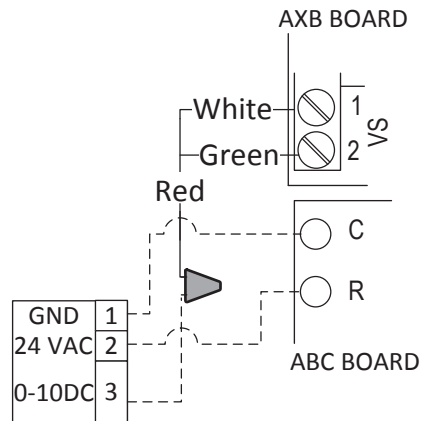 AXB BOARD
White 1
Green 2
VS
Red
C
R
GND 1
24 VAC 2
0-10DC 3
ABC BOARD